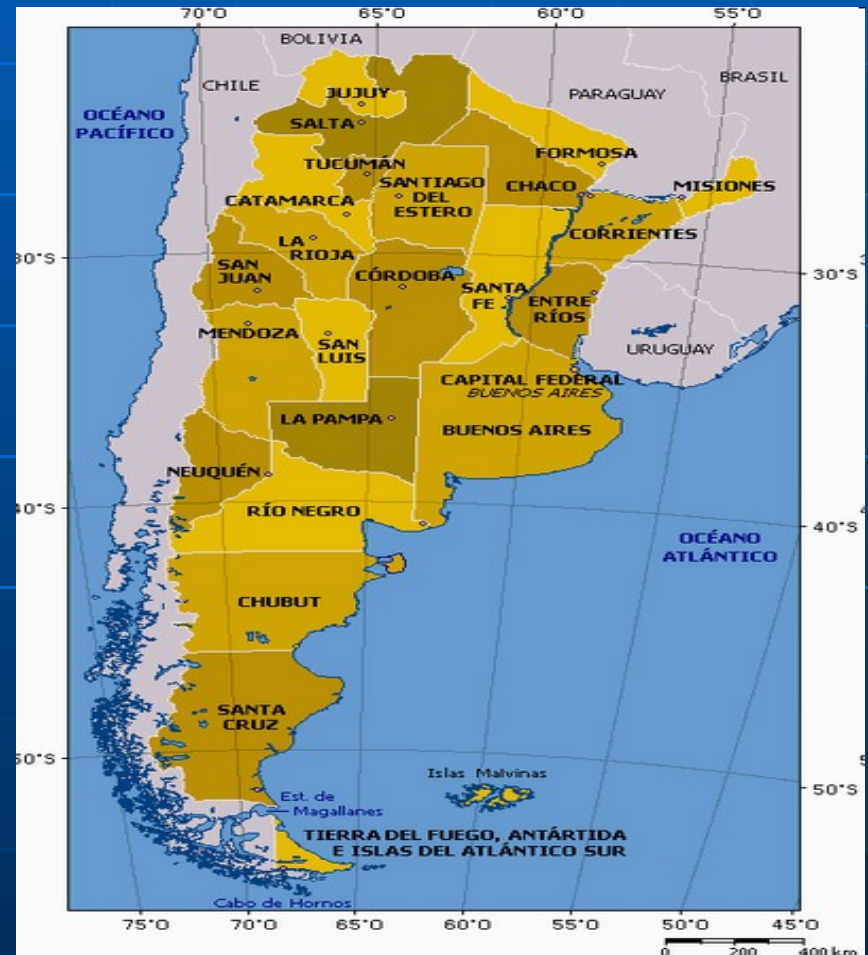 70°O 65°O 60°O 55°O
BOLIVIA
CHILE
BRASIL
PARAGUAY
OCÉANO
PACÍFICO
JUJUY
SALTA
FORMOSA
TUCUMÁN
SANTIAGO
DEL
ESTERO
CHACO
MISIONES
CATAMARCA
CORRIENTES
LA
RIOJA
30°S
SAN
JUAN
CÓRDOBA
SANTA
FE
30°S
ENTRE
RÍOS
MENDOZA
SAN
LUIS
URUGUAY
CAPITAL FEDERAL
BUENOS AIRES
LA PAMPA
BUENOS AIRES
NEUQUÉN
40°S
RÍO NEGRO
40°S
OCÉANO
ATLÁNTICO
CHUBUT
SANTA
CRUZ
50°S
Islas Malvinas
50°S
Est. de
Magallanes
TIERRA DEL FUEGO, ANTÁRTIDA
E ISLAS DEL ATLÁNTICO SUR
Cabo de Hornos
75°O 70°O 65°O 60°O 55°O 50°O 45°O
0 200 400 km